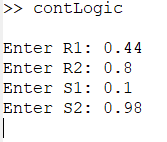 >> contLogic
Enter R1: 0.44
Enter R2: 0.8
Enter S1: 0.1
Enter S2: 0.98